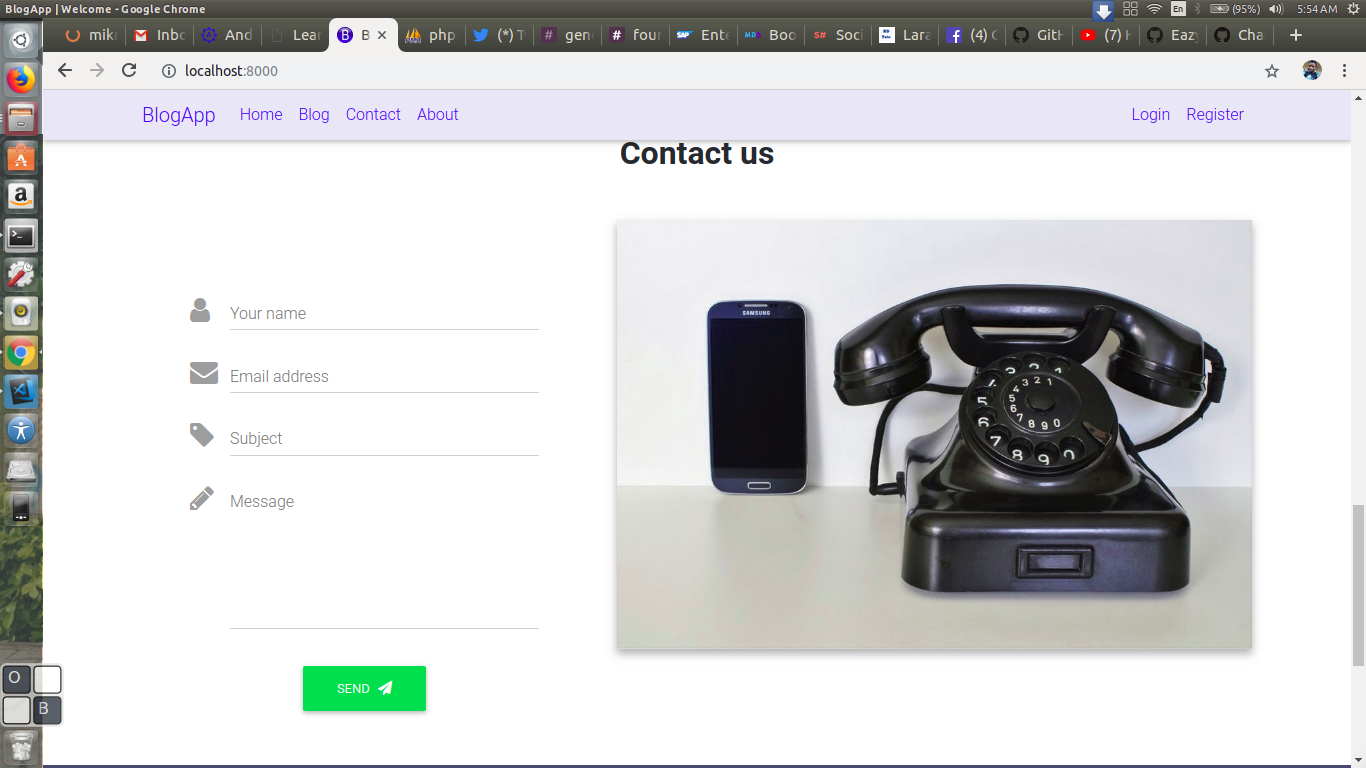 BlogApp | Welcome - Google Chrome
En
(95%)
5:54 AM
mikr
Inbo
And
Lear
B
php
(*) T
gen
four
Ente
Boo
Soci
Lara
(4) C
GitH
(7) H
Eazy
Cha
localhost:8000
BlogApp
Home
Blog
Contact
About
Login
Register
Contact us
Your name
Email address
Subject
Message
SEND
SAMSUNG
1
2
3
4
5
6
7
8
9
0
O
B